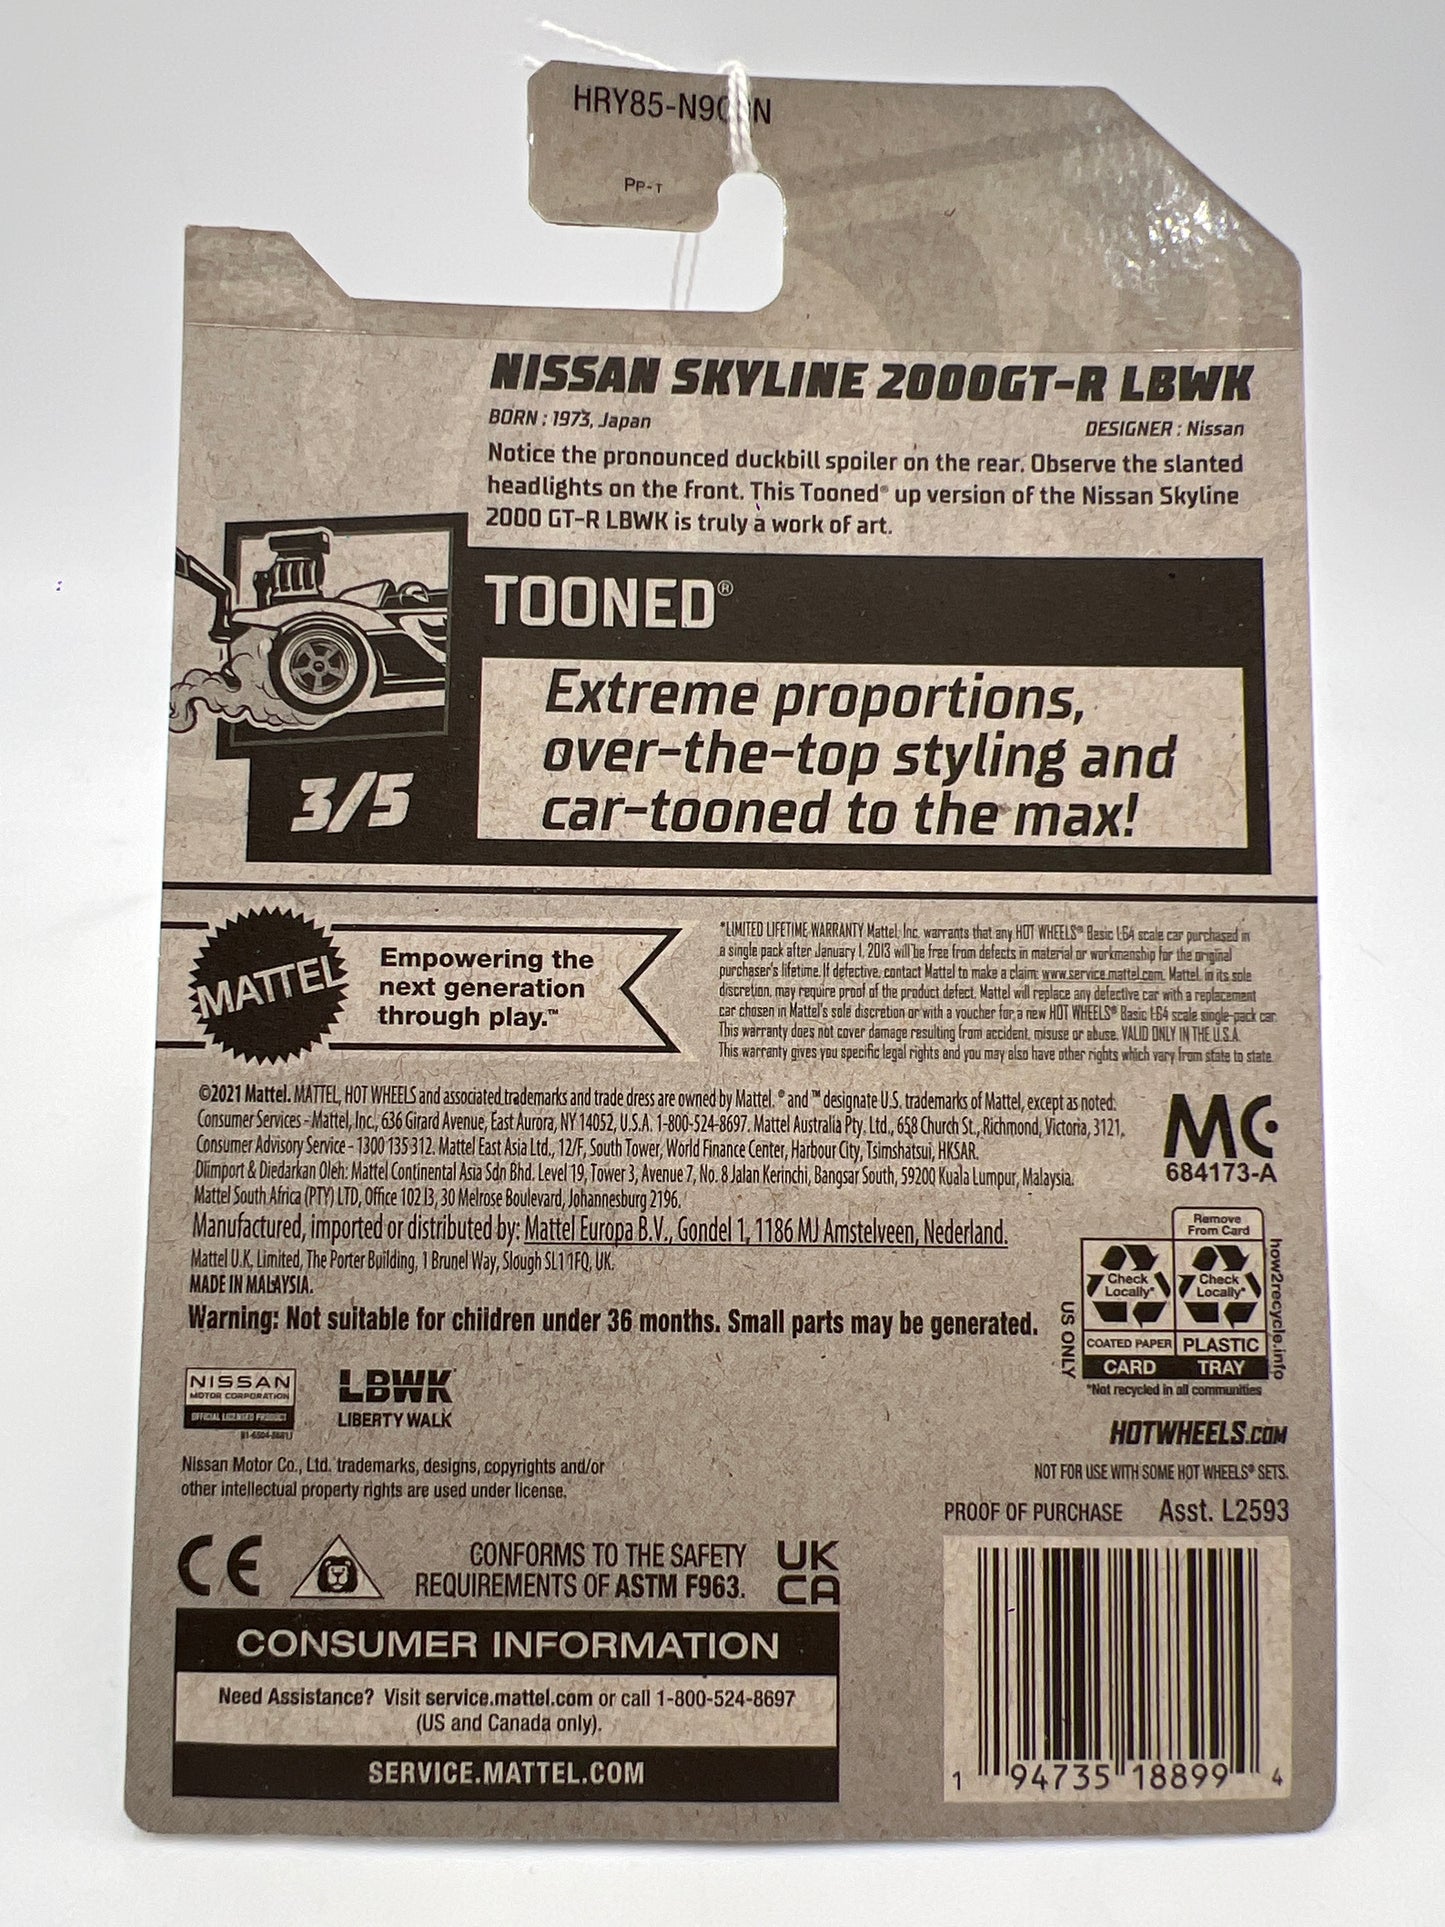 HRY85-N9
PP-T
NISSAN SKYLINE 2000GT-R LBWK
BORN : 1973, Japan
DESIGNER : Nissan
Notice the pronounced duckbill spoiler on the rear. Observe the slanted
headlights on the front. This Tooned® up version of the Nissan Skyline
2000 GT-R LBWK is truly a work of art.
TOONED®
Extreme proportions,
over-the-top styling and
car-tooned to the max!
3/5
MATTEL
Empowering the
next generation
through play.™
*LIMITED LIFETIME WARRANTY Mattel, Inc. warrants that any HOT WHEELS® Basic 1:64 scale car purchased in
a single pack after January 1, 2013 will be free from defects in material or workmanship for the original
purchaser's lifetime. If defective, contact Mattel to make a claim: www.service.mattel.com. Mattel, in its sole
discretion, may require proof of the product defect. Mattel will replace any defective car with a replacement
car chosen in Mattel's sole discretion or with a voucher for a new HOT WHEELS® Basic 1:64 scale single-pack car.
This warranty does not cover damage resulting from accident, misuse or abuse. VALID ONLY IN THE U.S.A.
This warranty gives you specific legal rights and you may also have other rights which vary from state to state.
©2021 Mattel. MATTEL, HOT WHEELS and associated trademarks and trade dress are owned by Mattel. ® and ™ designate U.S. trademarks of Mattel, except as noted.
Consumer Services - Mattel, Inc., 636 Girard Avenue, East Aurora, NY 14052, U.S.A. 1-800-524-8697. Mattel Australia Pty. Ltd., 658 Church St., Richmond, Victoria, 3121.
Consumer Advisory Service - 1300 135 312. Mattel East Asia Ltd., 12/F, South Tower, World Finance Center, Harbour City, Tsimshatsui, HKSAR.
Diimport & Diedarkan Oleh: Mattel Continental Asia Sdn Bhd. Level 19, Tower 3, Avenue 7, No. 8 Jalan Kerinchi, Bangsar South, 59200 Kuala Lumpur, Malaysia.
Mattel South Africa (PTY) LTD, Office 102 I3, 30 Melrose Boulevard, Johannesburg 2196.
Manufactured, imported or distributed by: Mattel Europa B.V., Gondel 1, 1186 MJ Amstelveen, Nederland.
Mattel U.K. Limited, The Porter Building, 1 Brunel Way, Slough SL1 1FQ, UK.
MADE IN MALAYSIA.
Warning: Not suitable for children under 36 months. Small parts may be generated.
MC
684173-A
Remove
From Card
Check
Locally*
Check
Locally*
COATED PAPER
PLASTIC
CARD
TRAY
US ONLY
how2recycle.info
*Not recycled in all communities
NISSAN
MOTOR CORPORATION
OFFICIAL LICENSED PRODUCT
LBWK
LIBERTY WALK
HOTWHEELS.COM
Nissan Motor Co., Ltd. trademarks, designs, copyrights and/or
other intellectual property rights are used under license.
NOT FOR USE WITH SOME HOT WHEELS® SETS.
PROOF OF PURCHASE
Asst. L2593
CE
CONFORMS TO THE SAFETY
REQUIREMENTS OF ASTM F963.
UK
CA
CONSUMER INFORMATION
Need Assistance? Visit service.mattel.com or call 1-800-524-8697
(US and Canada only).
SERVICE.MATTEL.COM
1 94735 18899 4